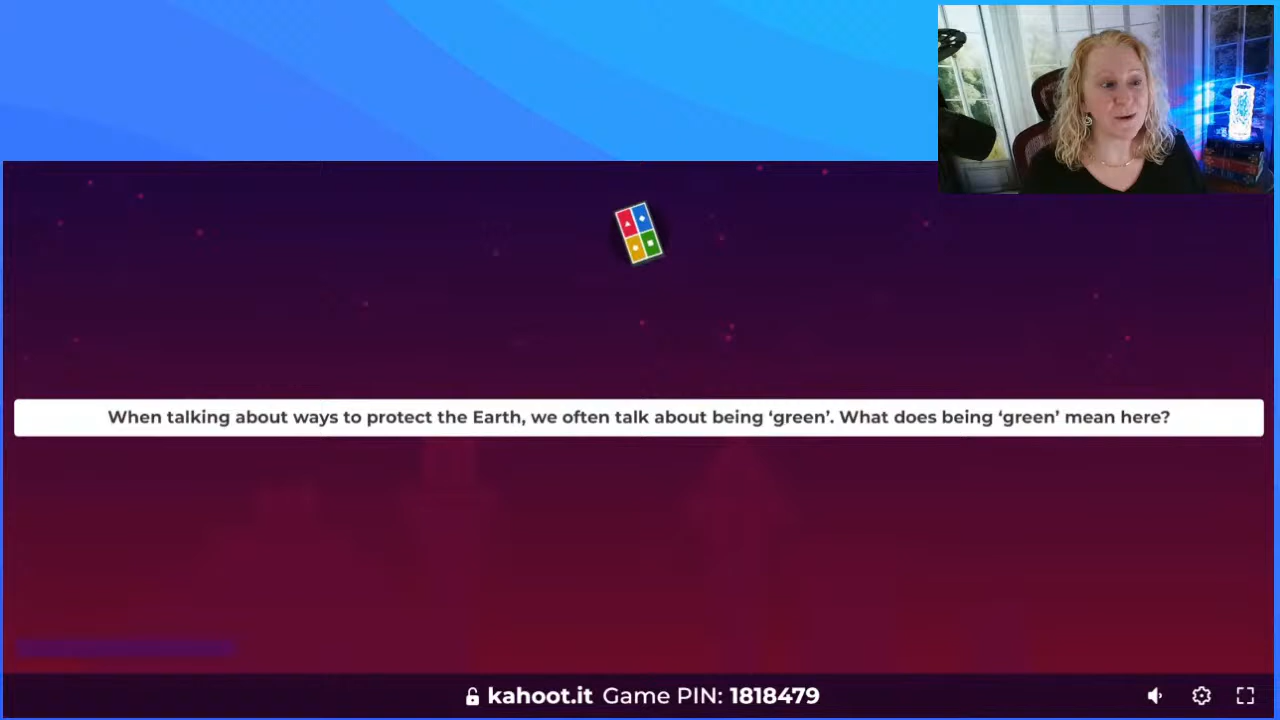 When talking about ways to protect the Earth, we often talk about being ‘green’. What does being ‘green’ mean here?
kahoot.it Game PIN: 1818479